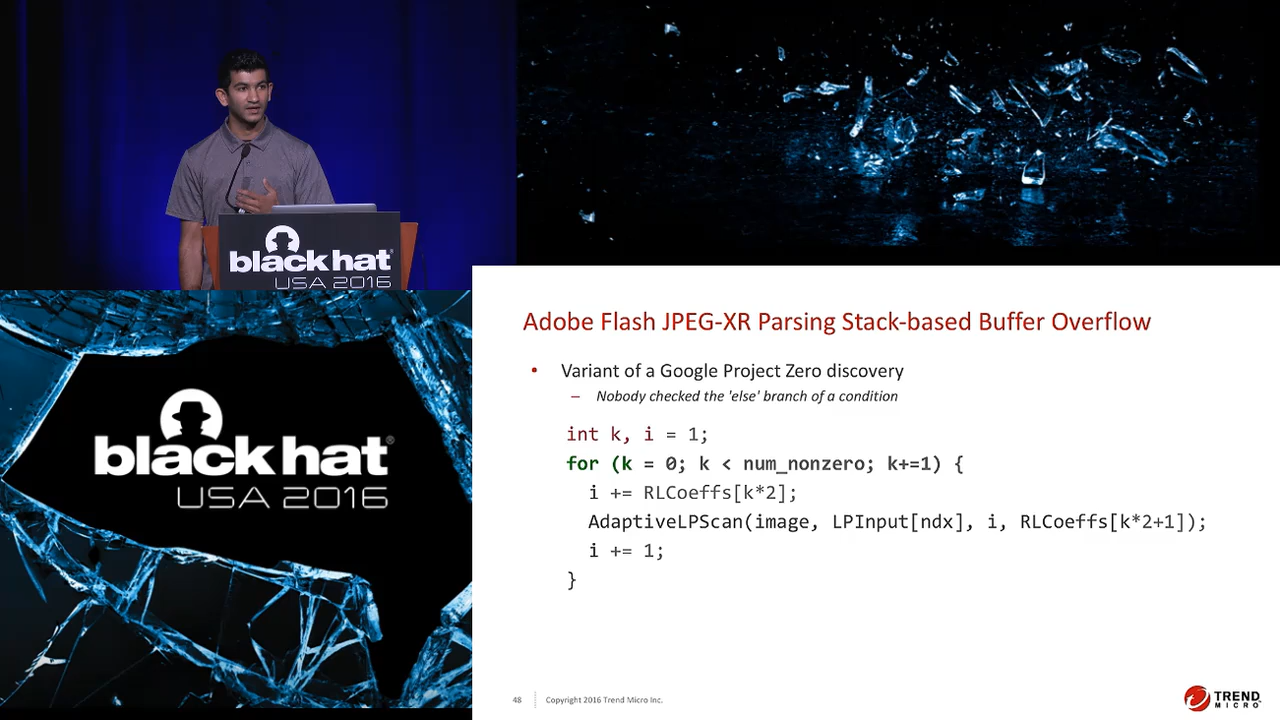 black hat
USA 2016
black hat
USA 2016
Adobe Flash JPEG-XR Parsing Stack-based Buffer Overflow
• Variant of a Google Project Zero discovery
– Nobody checked the 'else' branch of a condition
int k, i = 1;
for (k = 0; k < num_nonzero; k+=1) {
i += RLCoeffs[k*2];
AdaptiveLPScan(image, LPInput[ndx], i, RLCoeffs[k*2+1]);
i += 1;
}
48
Copyright 2016 Trend Micro Inc.
TREND
MICRO